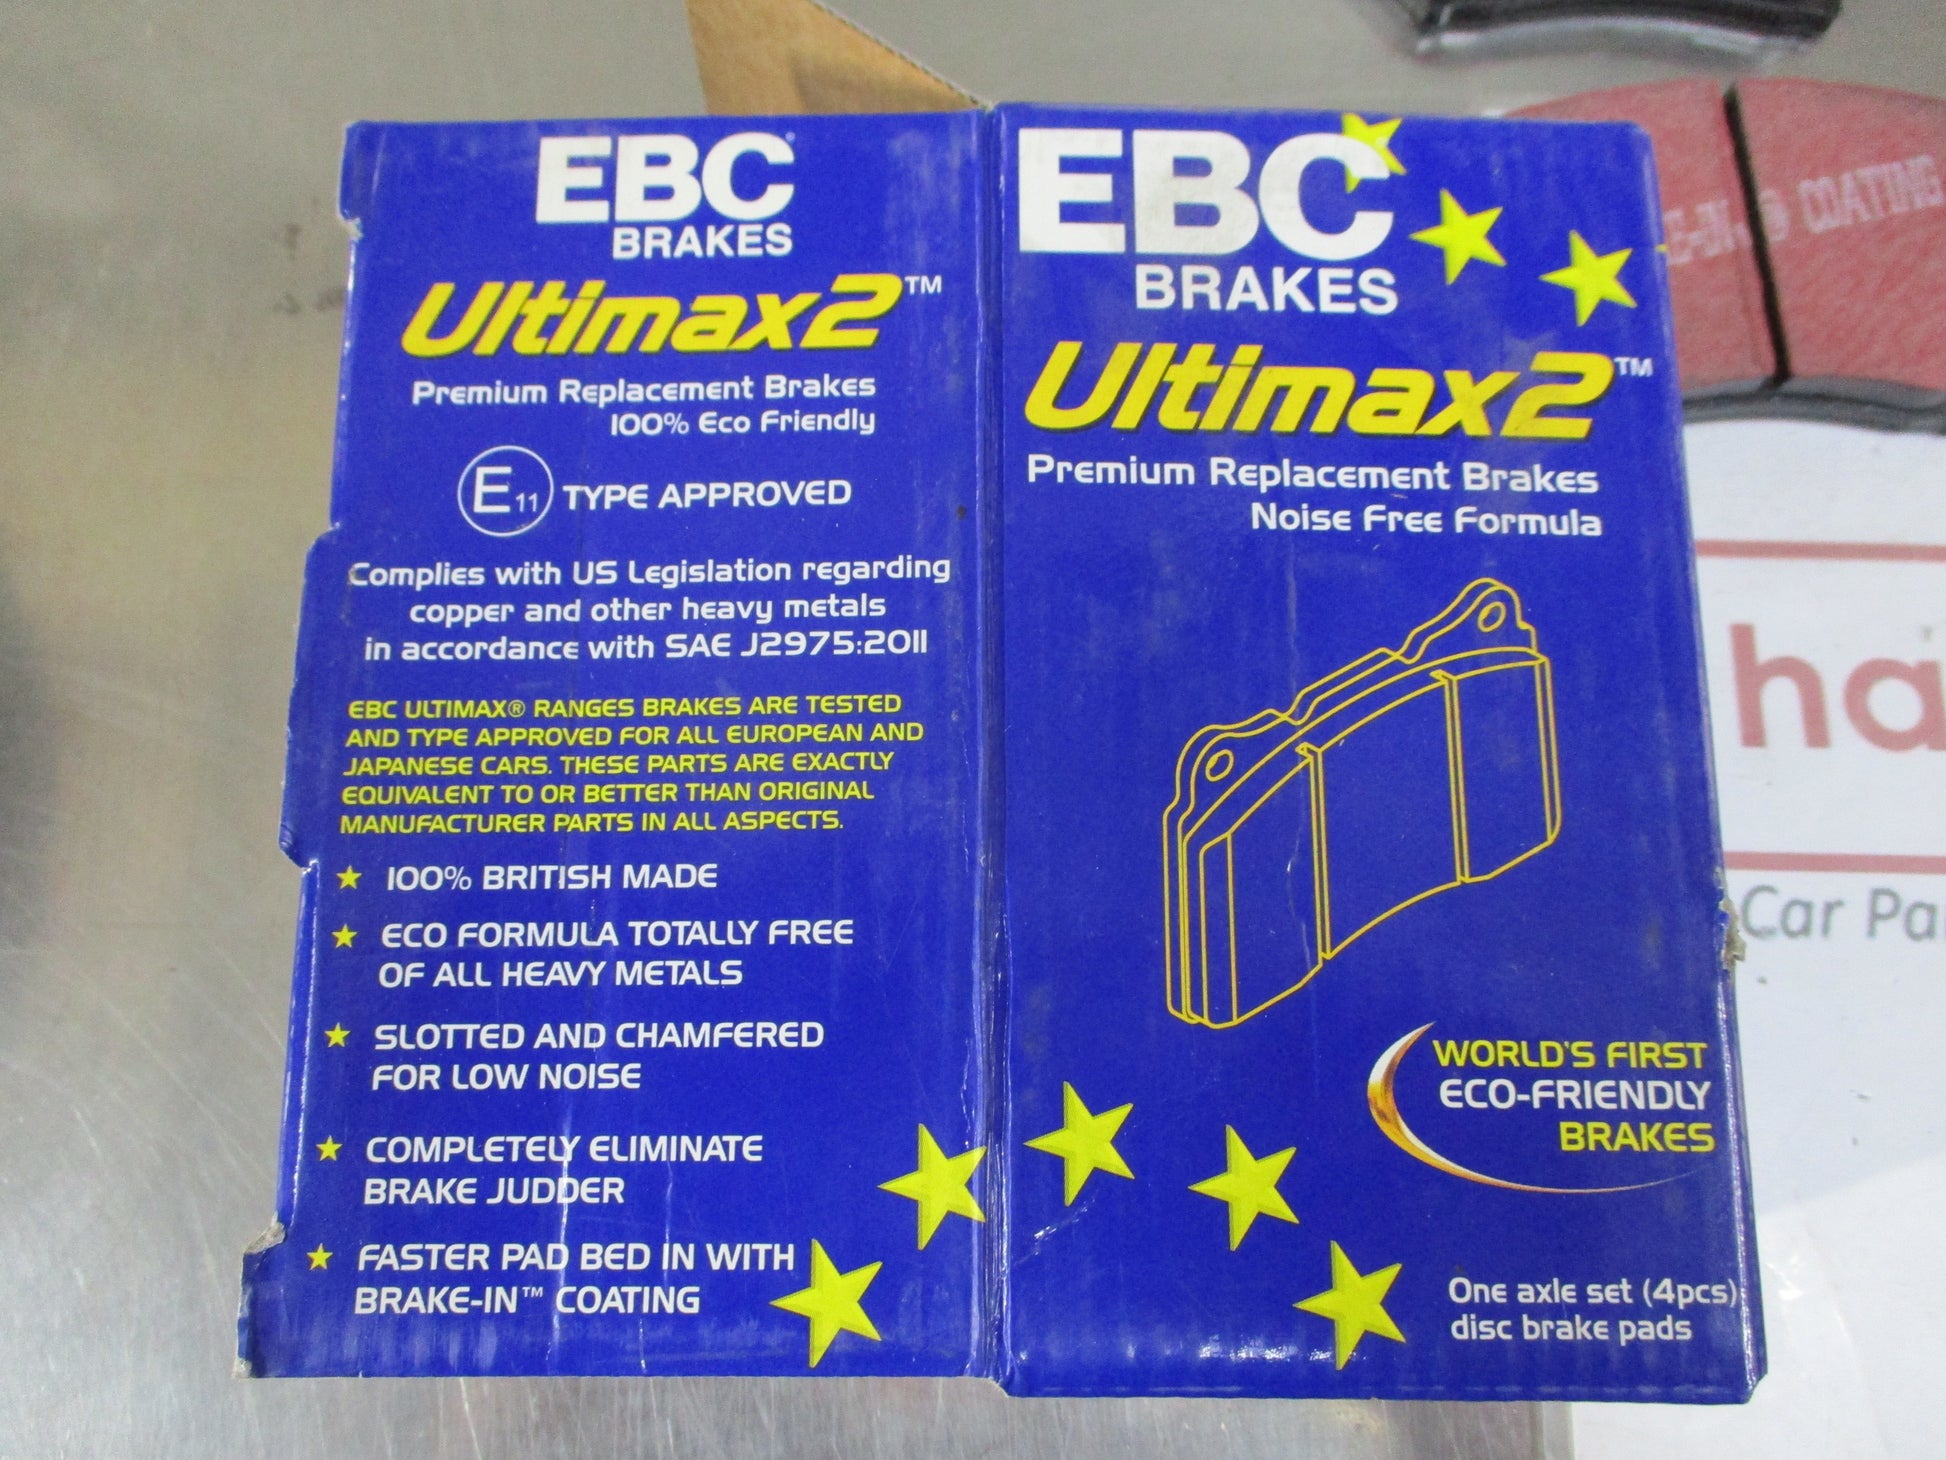 EBC
BRAKES
Ultimax2™
Premium Replacement Brakes
100% Eco Friendly
E11 TYPE APPROVED
Complies with US Legislation regarding
copper and other heavy metals
in accordance with SAE J2975:2011
EBC ULTIMAX® RANGES BRAKES ARE TESTED
AND TYPE APPROVED FOR ALL EUROPEAN AND
JAPANESE CARS. THESE PARTS ARE EXACTLY
EQUIVALENT TO OR BETTER THAN ORIGINAL
MANUFACTURER PARTS IN ALL ASPECTS.
★ 100% BRITISH MADE
★ ECO FORMULA TOTALLY FREE
OF ALL HEAVY METALS
★ SLOTTED AND CHAMFERED
FOR LOW NOISE
★ COMPLETELY ELIMINATE
BRAKE JUDDER
★ FASTER PAD BED IN WITH
BRAKE-IN™ COATING
EBC
BRAKES
Ultimax2™
Premium Replacement Brakes
Noise Free Formula
WORLD'S FIRST
ECO-FRIENDLY
BRAKES
One axle set (4pcs)
disc brake pads
COATING
ha
Car Pa